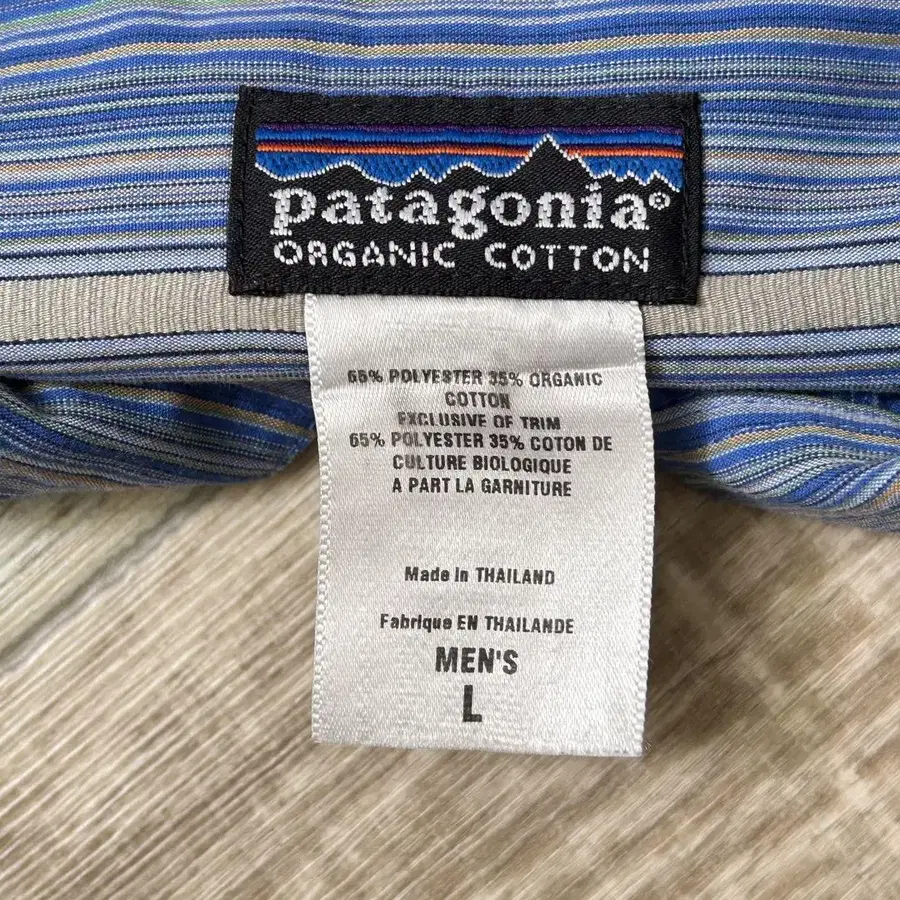 patagonia®
ORGANIC COTTON
65% POLYESTER 35% ORGANIC
COTTON
EXCLUSIVE OF TRIM
65% POLYESTER 35% COTON DE
CULTURE BIOLOGIQUE
A PART LA GARNITURE
Made in THAILAND
Fabrique EN THAILANDE
MEN'S
L